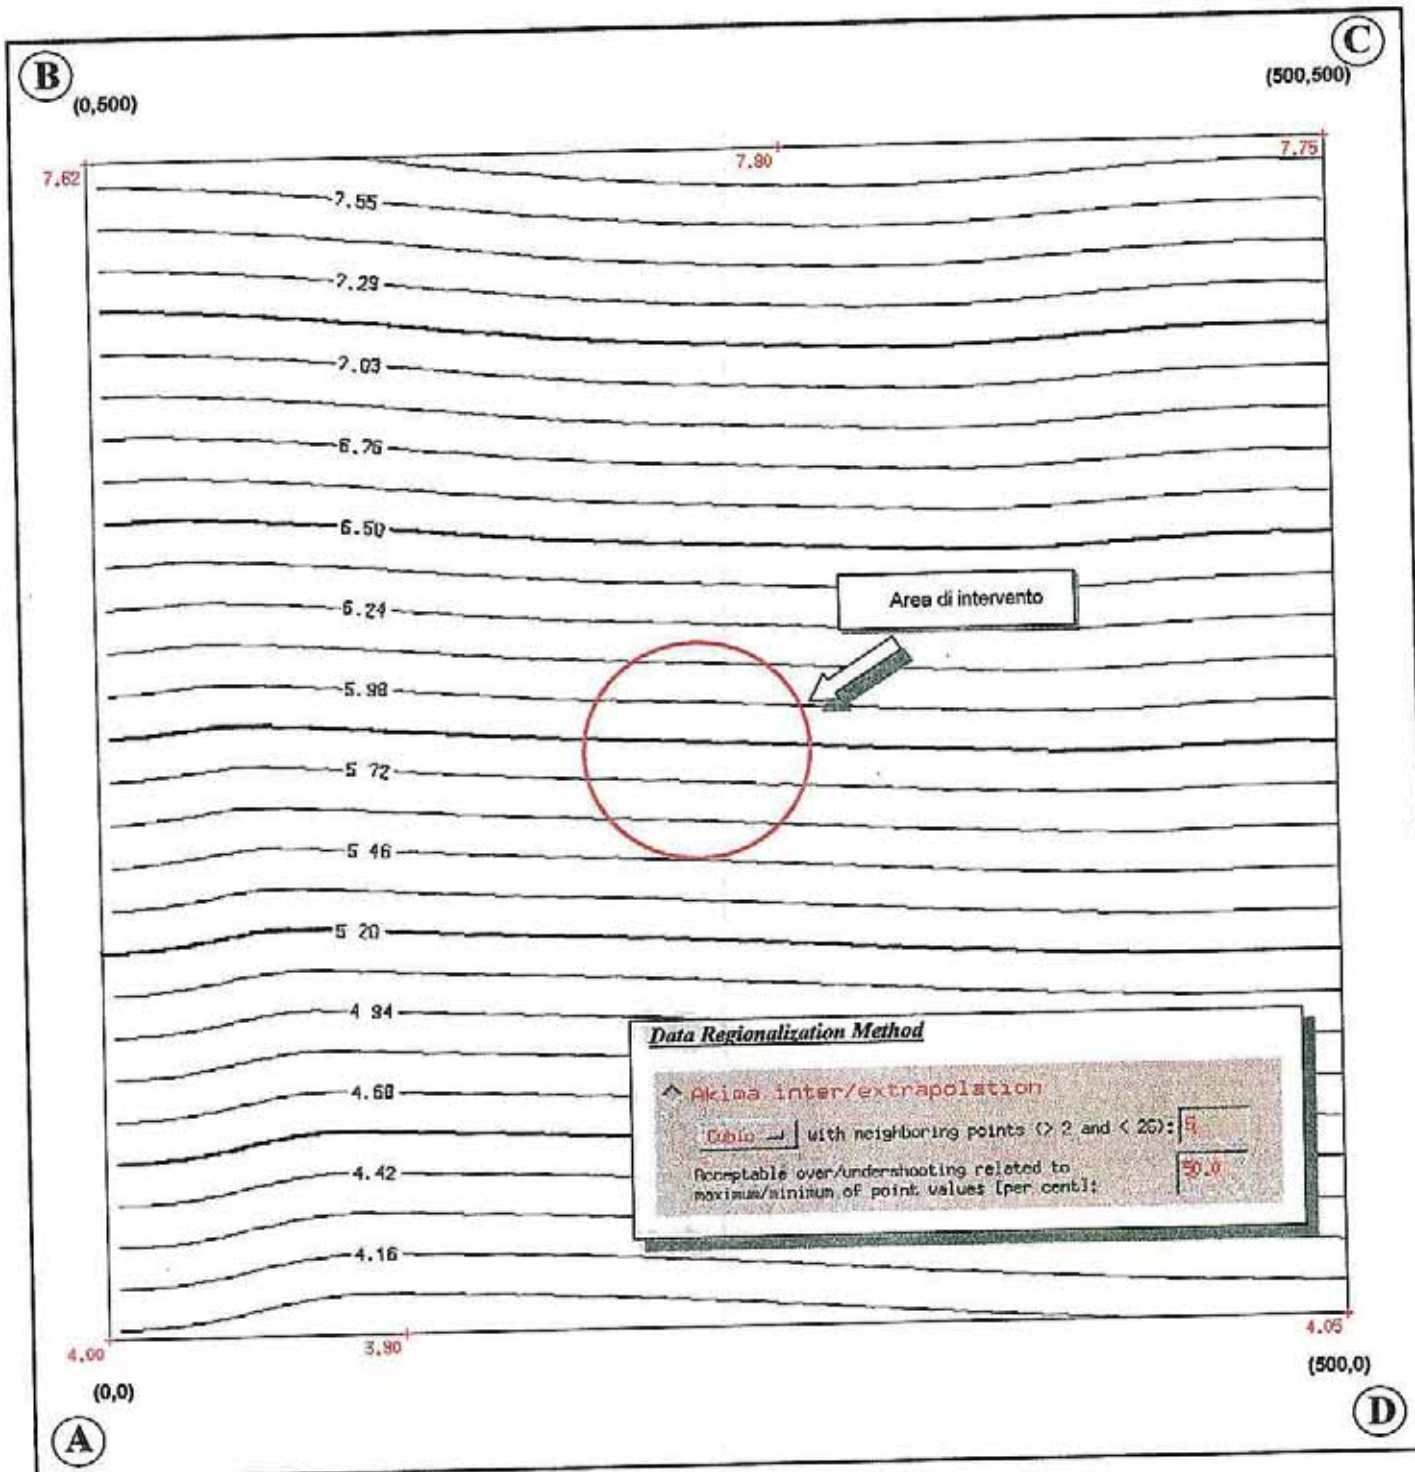 B
C
(0,500)
(500,500)
7.62
7.80
7.75
7.55
7.29
7.03
6.76
6.50
6.24
Area di intervento
5.98
5 72
5 46
5 20
4 94
Data Regionalization Method
Akima inter/extrapolation
Cubic with neighboring points (> 2 and < 26): 5
Acceptable over/undershooting related to 50.0
maximum/minimum of point values [per cent]:
4.68
4.42
4.16
4.00
3.90
4.05
(0,0)
(500,0)
A
D